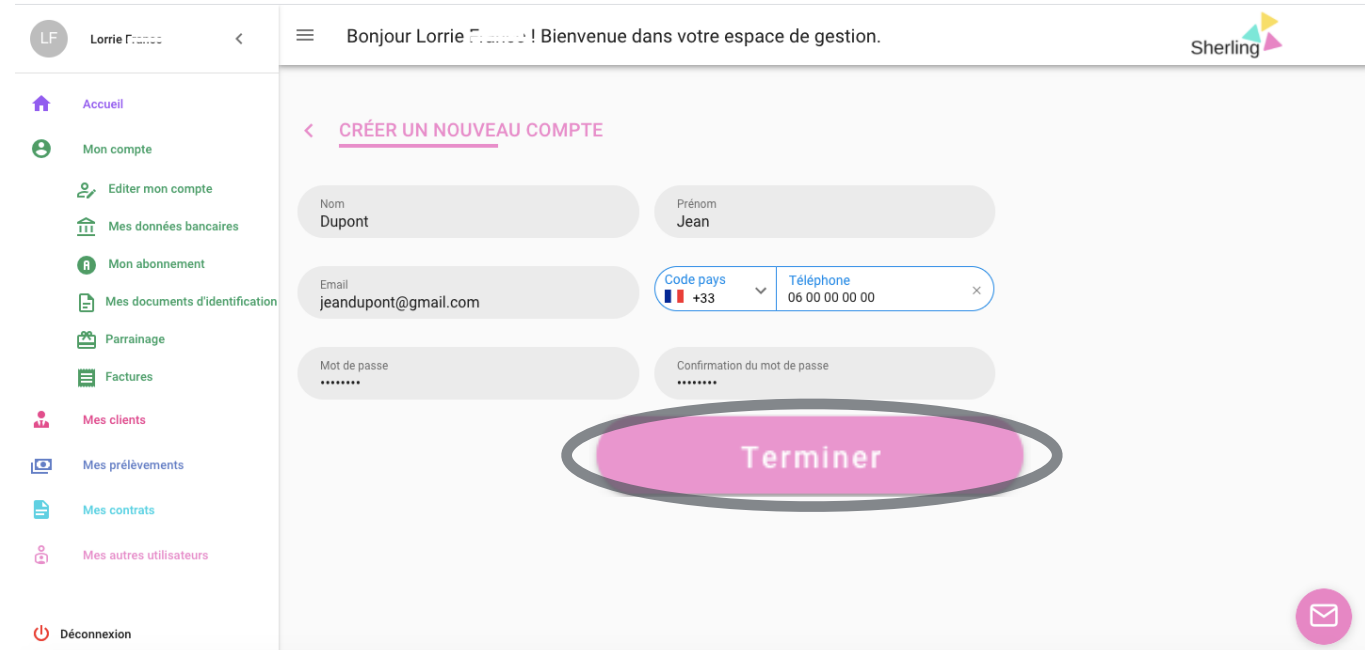 LF
Lorrie
Bonjour Lorrie ! Bienvenue dans votre espace de gestion.
Sherling
Accueil
Mon compte
Editer mon compte
Mes données bancaires
Mon abonnement
Mes documents d'identification
Parrainage
Factures
Mes clients
Mes prélèvements
Mes contrats
Mes autres utilisateurs
Déconnexion
CRÉER UN NOUVEAU COMPTE
Nom
Dupont
Prénom
Jean
Email
jeandupont@gmail.com
Code pays
+33
Téléphone
06 00 00 00 00
Mot de passe
••••••••
Confirmation du mot de passe
••••••••
Terminer